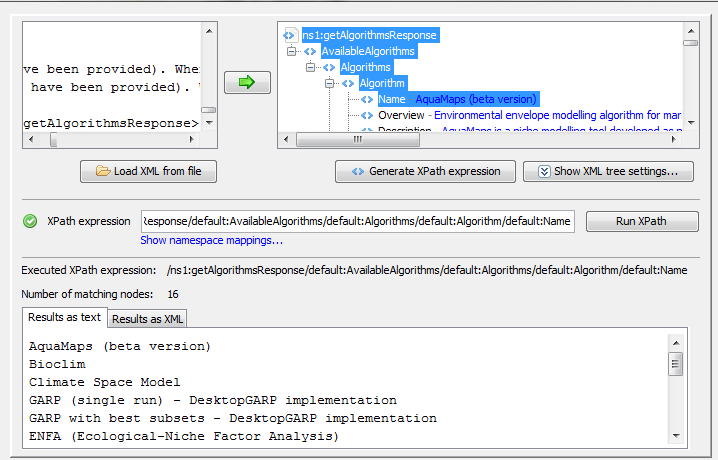 ns1:getAlgorithmsResponse
AvailableAlgorithms
Algorithms
Algorithm
Name - AquaMaps (beta version)
Overview - Environmental envelope modelling algorithm for mar
Description - AquaMaps is a niche modelling tool developed as p
ve been provided). Whe
have been provided).
getAlgorithmsResponse>
Load XML from file
Generate XPath expression
Show XML tree settings...
XPath expression
Response/default:AvailableAlgorithms/default:Algorithms/default:Algorithm/default:Name
Run XPath
Show namespace mappings...
Executed XPath expression: /ns1:getAlgorithmsResponse/default:AvailableAlgorithms/default:Algorithms/default:Algorithm/default:Name
Number of matching nodes: 16
Results as text
Results as XML
AquaMaps (beta version)
Bioclim
Climate Space Model
GARP (single run) - DesktopGARP implementation
GARP with best subsets - DesktopGARP implementation
ENFA (Ecological-Niche Factor Analysis)